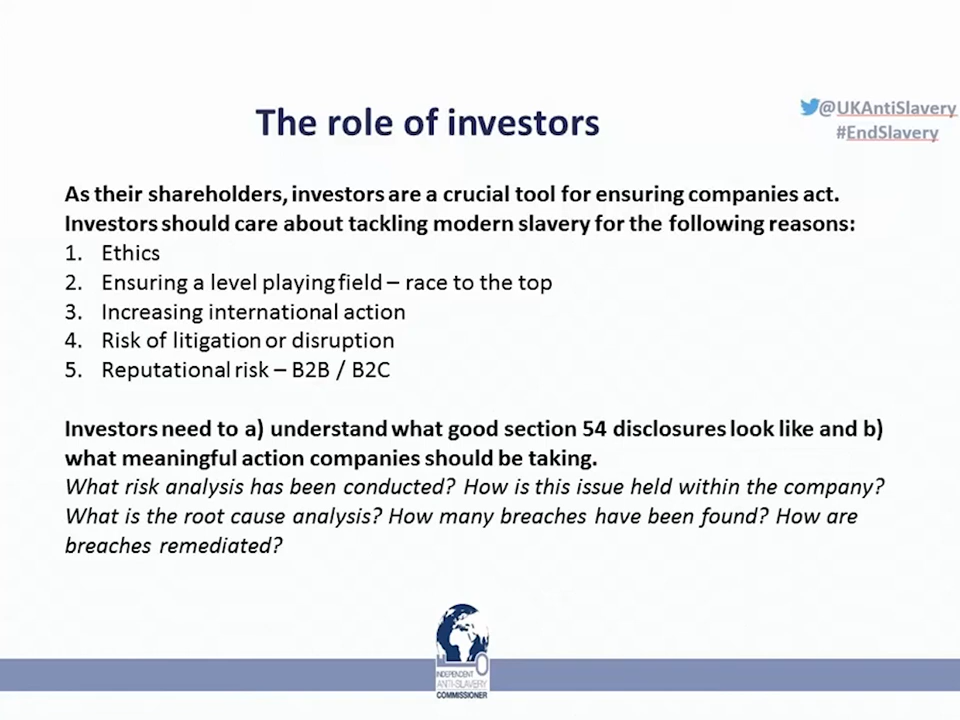 The role of investors
@UKAntiSlavery
#EndSlavery
As their shareholders, investors are a crucial tool for ensuring companies act.
Investors should care about tackling modern slavery for the following reasons:
1. Ethics
2. Ensuring a level playing field – race to the top
3. Increasing international action
4. Risk of litigation or disruption
5. Reputational risk – B2B / B2C
Investors need to a) understand what good section 54 disclosures look like and b)
what meaningful action companies should be taking.
What risk analysis has been conducted? How is this issue held within the company?
What is the root cause analysis? How many breaches have been found? How are
breaches remediated?
INDEPENDENT
ANTI-SLAVERY
COMMISSIONER